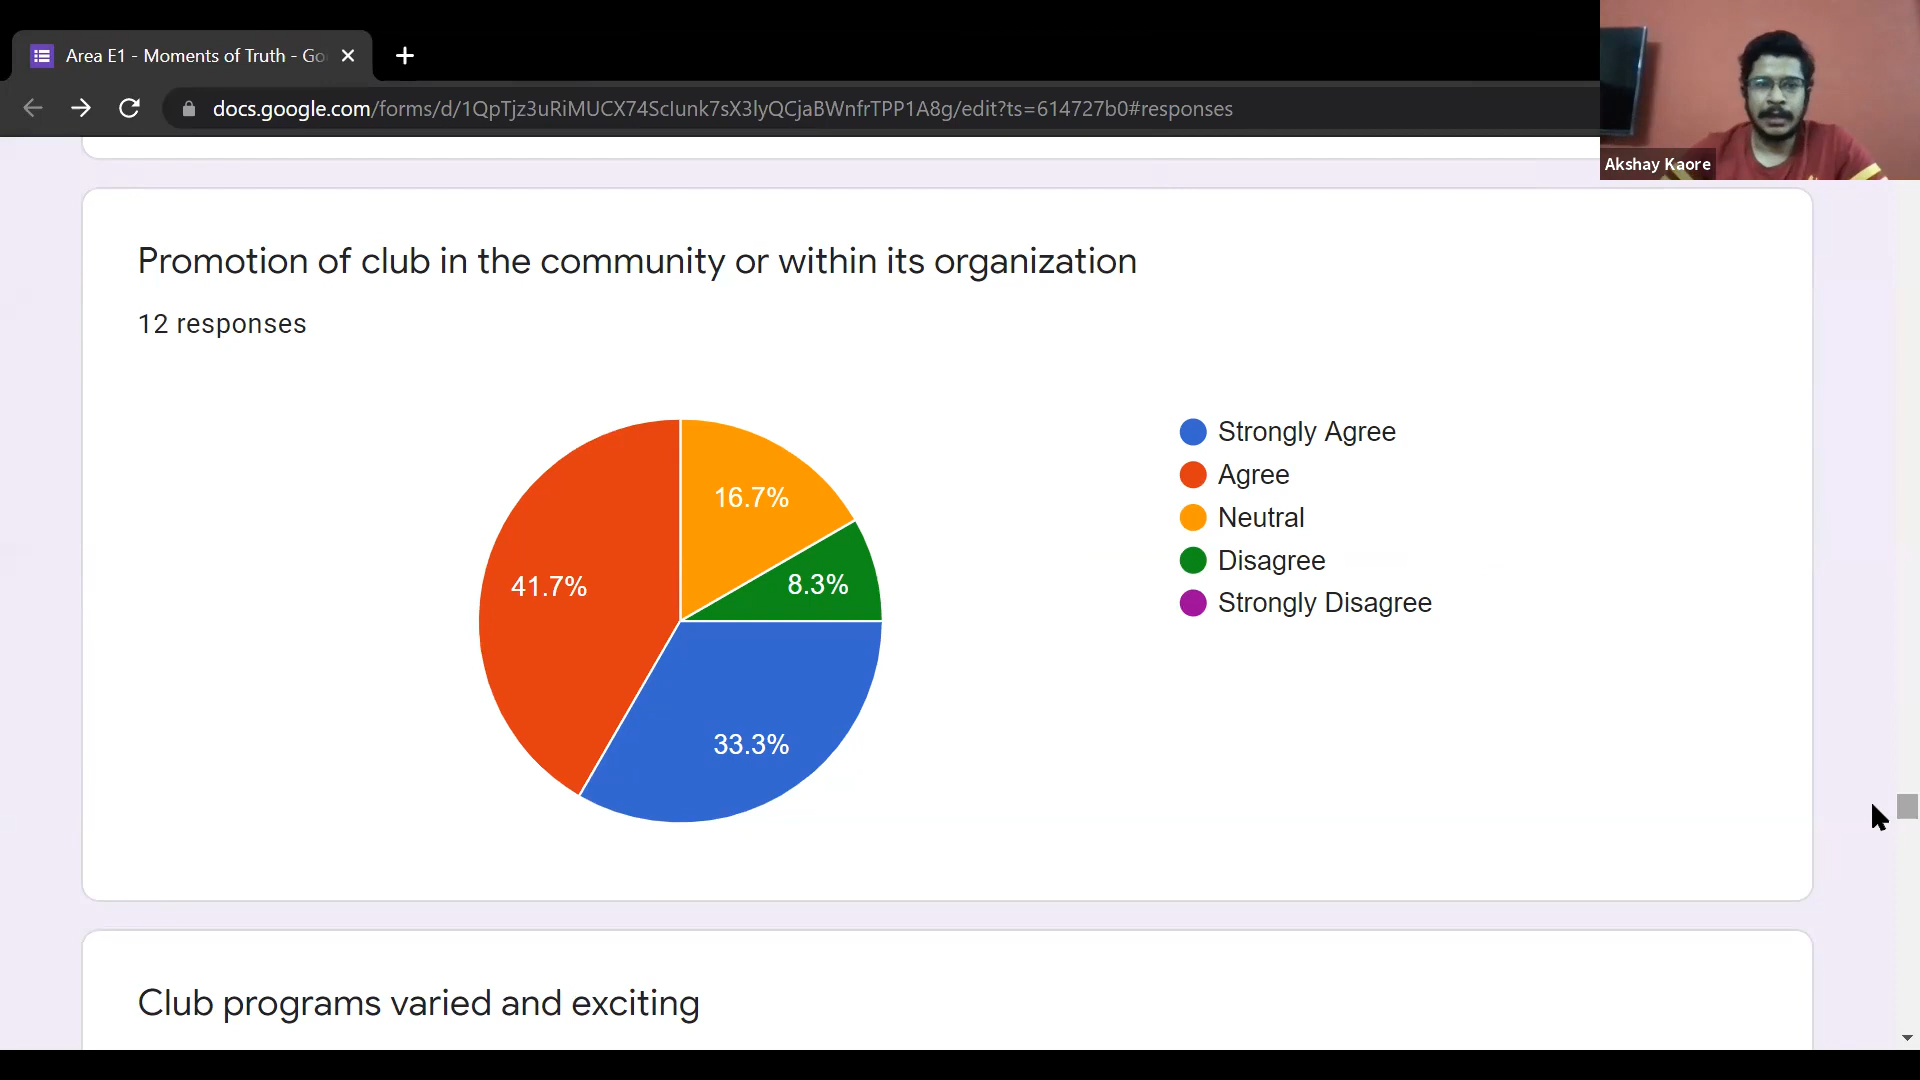 Area E1 - Moments of Truth - Go
docs.google.com/forms/d/1QpTjz3uRiMUCX74ScIunk7sX3lyQCjaBWnfrTPP1A8g/edit?ts=614727b0#responses
Akshay Kaore
Promotion of club in the community or within its organization
12 responses
16.7%
41.7%
8.3%
33.3%
Strongly Agree
Agree
Neutral
Disagree
Strongly Disagree
Club programs varied and exciting